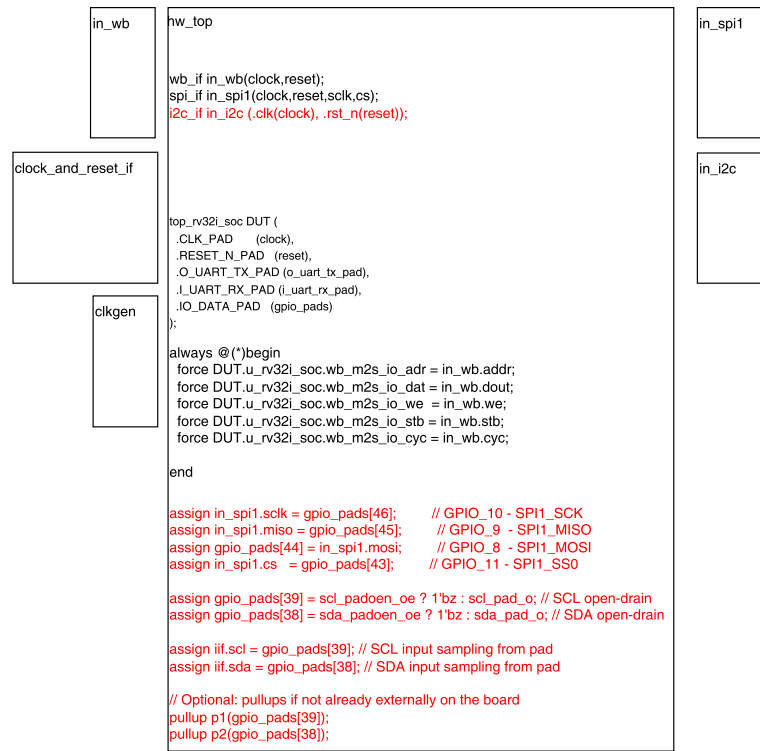 in_wb
hw_top
in_spi1
wb_if in_wb(clock,reset);
spi_if in_spi1(clock,reset,sclk,cs);
i2c_if in_i2c (.clk(clock), .rst_n(reset));
clock_and_reset_if
in_i2c
top_rv32i_soc DUT (
.CLK_PAD (clock),
.RESET_N_PAD (reset),
.O_UART_TX_PAD (o_uart_tx_pad),
.I_UART_RX_PAD (i_uart_rx_pad),
.IO_DATA_PAD (gpio_pads)
);
clkgen
always @(*)begin
force DUT.u_rv32i_soc.wb_m2s_io_adr = in_wb.addr;
force DUT.u_rv32i_soc.wb_m2s_io_dat = in_wb.dout;
force DUT.u_rv32i_soc.wb_m2s_io_we = in_wb.we;
force DUT.u_rv32i_soc.wb_m2s_io_stb = in_wb.stb;
force DUT.u_rv32i_soc.wb_m2s_io_cyc = in_wb.cyc;
end
assign in_spi1.sclk = gpio_pads[46]; // GPIO_10 - SPI1_SCK
assign in_spi1.miso = gpio_pads[45]; // GPIO_9 - SPI1_MISO
assign gpio_pads[44] = in_spi1.mosi; // GPIO_8 - SPI1_MOSI
assign in_spi1.cs = gpio_pads[43]; // GPIO_11 - SPI1_SS0
assign gpio_pads[39] = scl_padoen_oe ? 1'bz : scl_pad_o; // SCL open-drain
assign gpio_pads[38] = sda_padoen_oe ? 1'bz : sda_pad_o; // SDA open-drain
assign iif.scl = gpio_pads[39]; // SCL input sampling from pad
assign iif.sda = gpio_pads[38]; // SDA input sampling from pad
// Optional: pullups if not already externally on the board
pullup p1(gpio_pads[39]);
pullup p2(gpio_pads[38]);